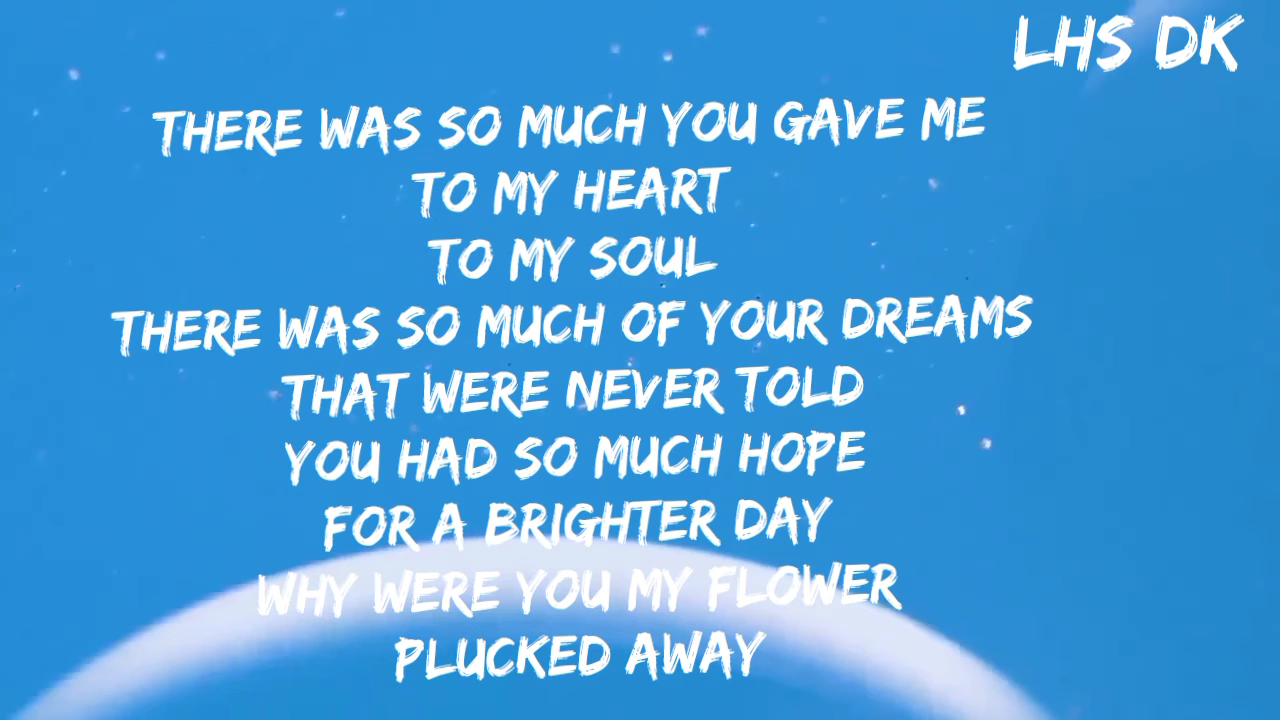 LHS DK
THERE WAS SO MUCH YOU GAVE ME
TO MY HEART
TO MY SOUL
THERE WAS SO MUCH OF YOUR DREAMS
THAT WERE NEVER TOLD
YOU HAD SO MUCH HOPE
FOR A BRIGHTER DAY
WHY WERE YOU MY FLOWER
PLUCKED AWAY